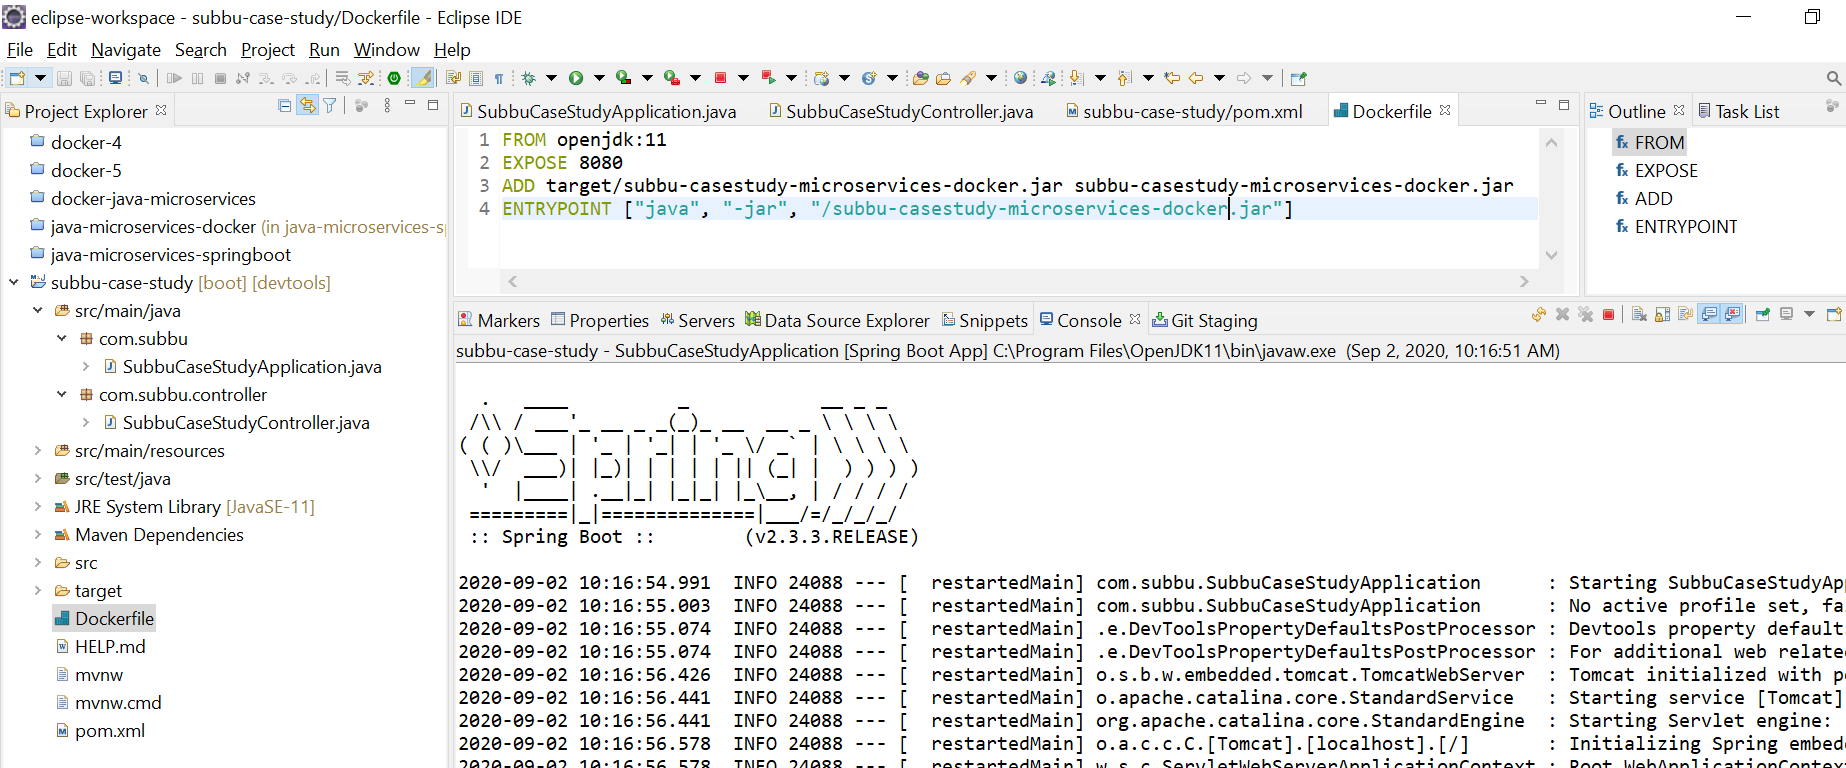 eclipse-workspace - subbu-case-study/Dockerfile - Eclipse IDE
File Edit Navigate Search Project Run Window Help
Project Explorer
docker-4
docker-5
docker-java-microservices
java-microservices-docker (in java-microservices-s
java-microservices-springboot
subbu-case-study [boot] [devtools]
src/main/java
com.subbu
SubbuCaseStudyApplication.java
com.subbu.controller
SubbuCaseStudyController.java
src/main/resources
src/test/java
JRE System Library [JavaSE-11]
Maven Dependencies
src
target
Dockerfile
HELP.md
mvnw
mvnw.cmd
pom.xml
SubbuCaseStudyApplication.java SubbuCaseStudyController.java subbu-case-study/pom.xml Dockerfile
1 FROM openjdk:11
2 EXPOSE 8080
3 ADD target/subbu-casestudy-microservices-docker.jar subbu-casestudy-microservices-docker.jar
4 ENTRYPOINT ["java", "-jar", "/subbu-casestudy-microservices-docker.jar"]
Outline Task List
FROM
EXPOSE
ADD
ENTRYPOINT
Markers Properties Servers Data Source Explorer Snippets Console Git Staging
subbu-case-study - SubbuCaseStudyApplication [Spring Boot App] C:\Program Files\OpenJDK11\bin\javaw.exe (Sep 2, 2020, 10:16:51 AM)
Spring
:: Spring Boot :: (v2.3.3.RELEASE)
2020-09-02 10:16:54.991 INFO 24088 --- [ restartedMain] com.subbu.SubbuCaseStudyApplication : Starting SubbuCaseStudyAp
2020-09-02 10:16:55.003 INFO 24088 --- [ restartedMain] com.subbu.SubbuCaseStudyApplication : No active profile set, fa
2020-09-02 10:16:55.074 INFO 24088 --- [ restartedMain] .e.DevToolsPropertyDefaultsPostProcessor : Devtools property default
2020-09-02 10:16:55.074 INFO 24088 --- [ restartedMain] .e.DevToolsPropertyDefaultsPostProcessor : For additional web relate
2020-09-02 10:16:56.426 INFO 24088 --- [ restartedMain] o.s.b.w.embedded.tomcat.TomcatWebServer : Tomcat initialized with p
2020-09-02 10:16:56.441 INFO 24088 --- [ restartedMain] o.apache.catalina.core.StandardService : Starting service [Tomcat]
2020-09-02 10:16:56.441 INFO 24088 --- [ restartedMain] org.apache.catalina.core.StandardEngine : Starting Servlet engine:
2020-09-02 10:16:56.578 INFO 24088 --- [ restartedMain] o.a.c.c.C.[Tomcat].[localhost].[/] : Initializing Spring embed
2020-09-02 10:16:56.578 INFO 24088 --- [ restartedMain] w.s.c.ServletWebServerApplicationContext : Root WebApplicationContex